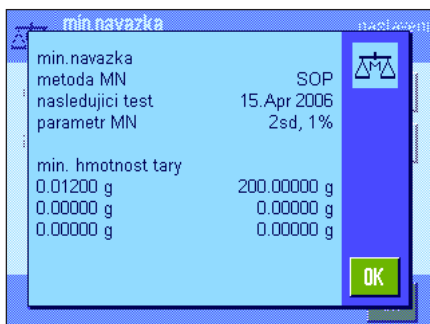 min.navazka
nastaveni
min.navazka
metoda MN SOP
nasledujici test 15.Apr 2006
parametr MN 2sd, 1%
min. hmotnost tary
0.01200 g 200.00000 g
0.00000 g 0.00000 g
0.00000 g 0.00000 g
OK